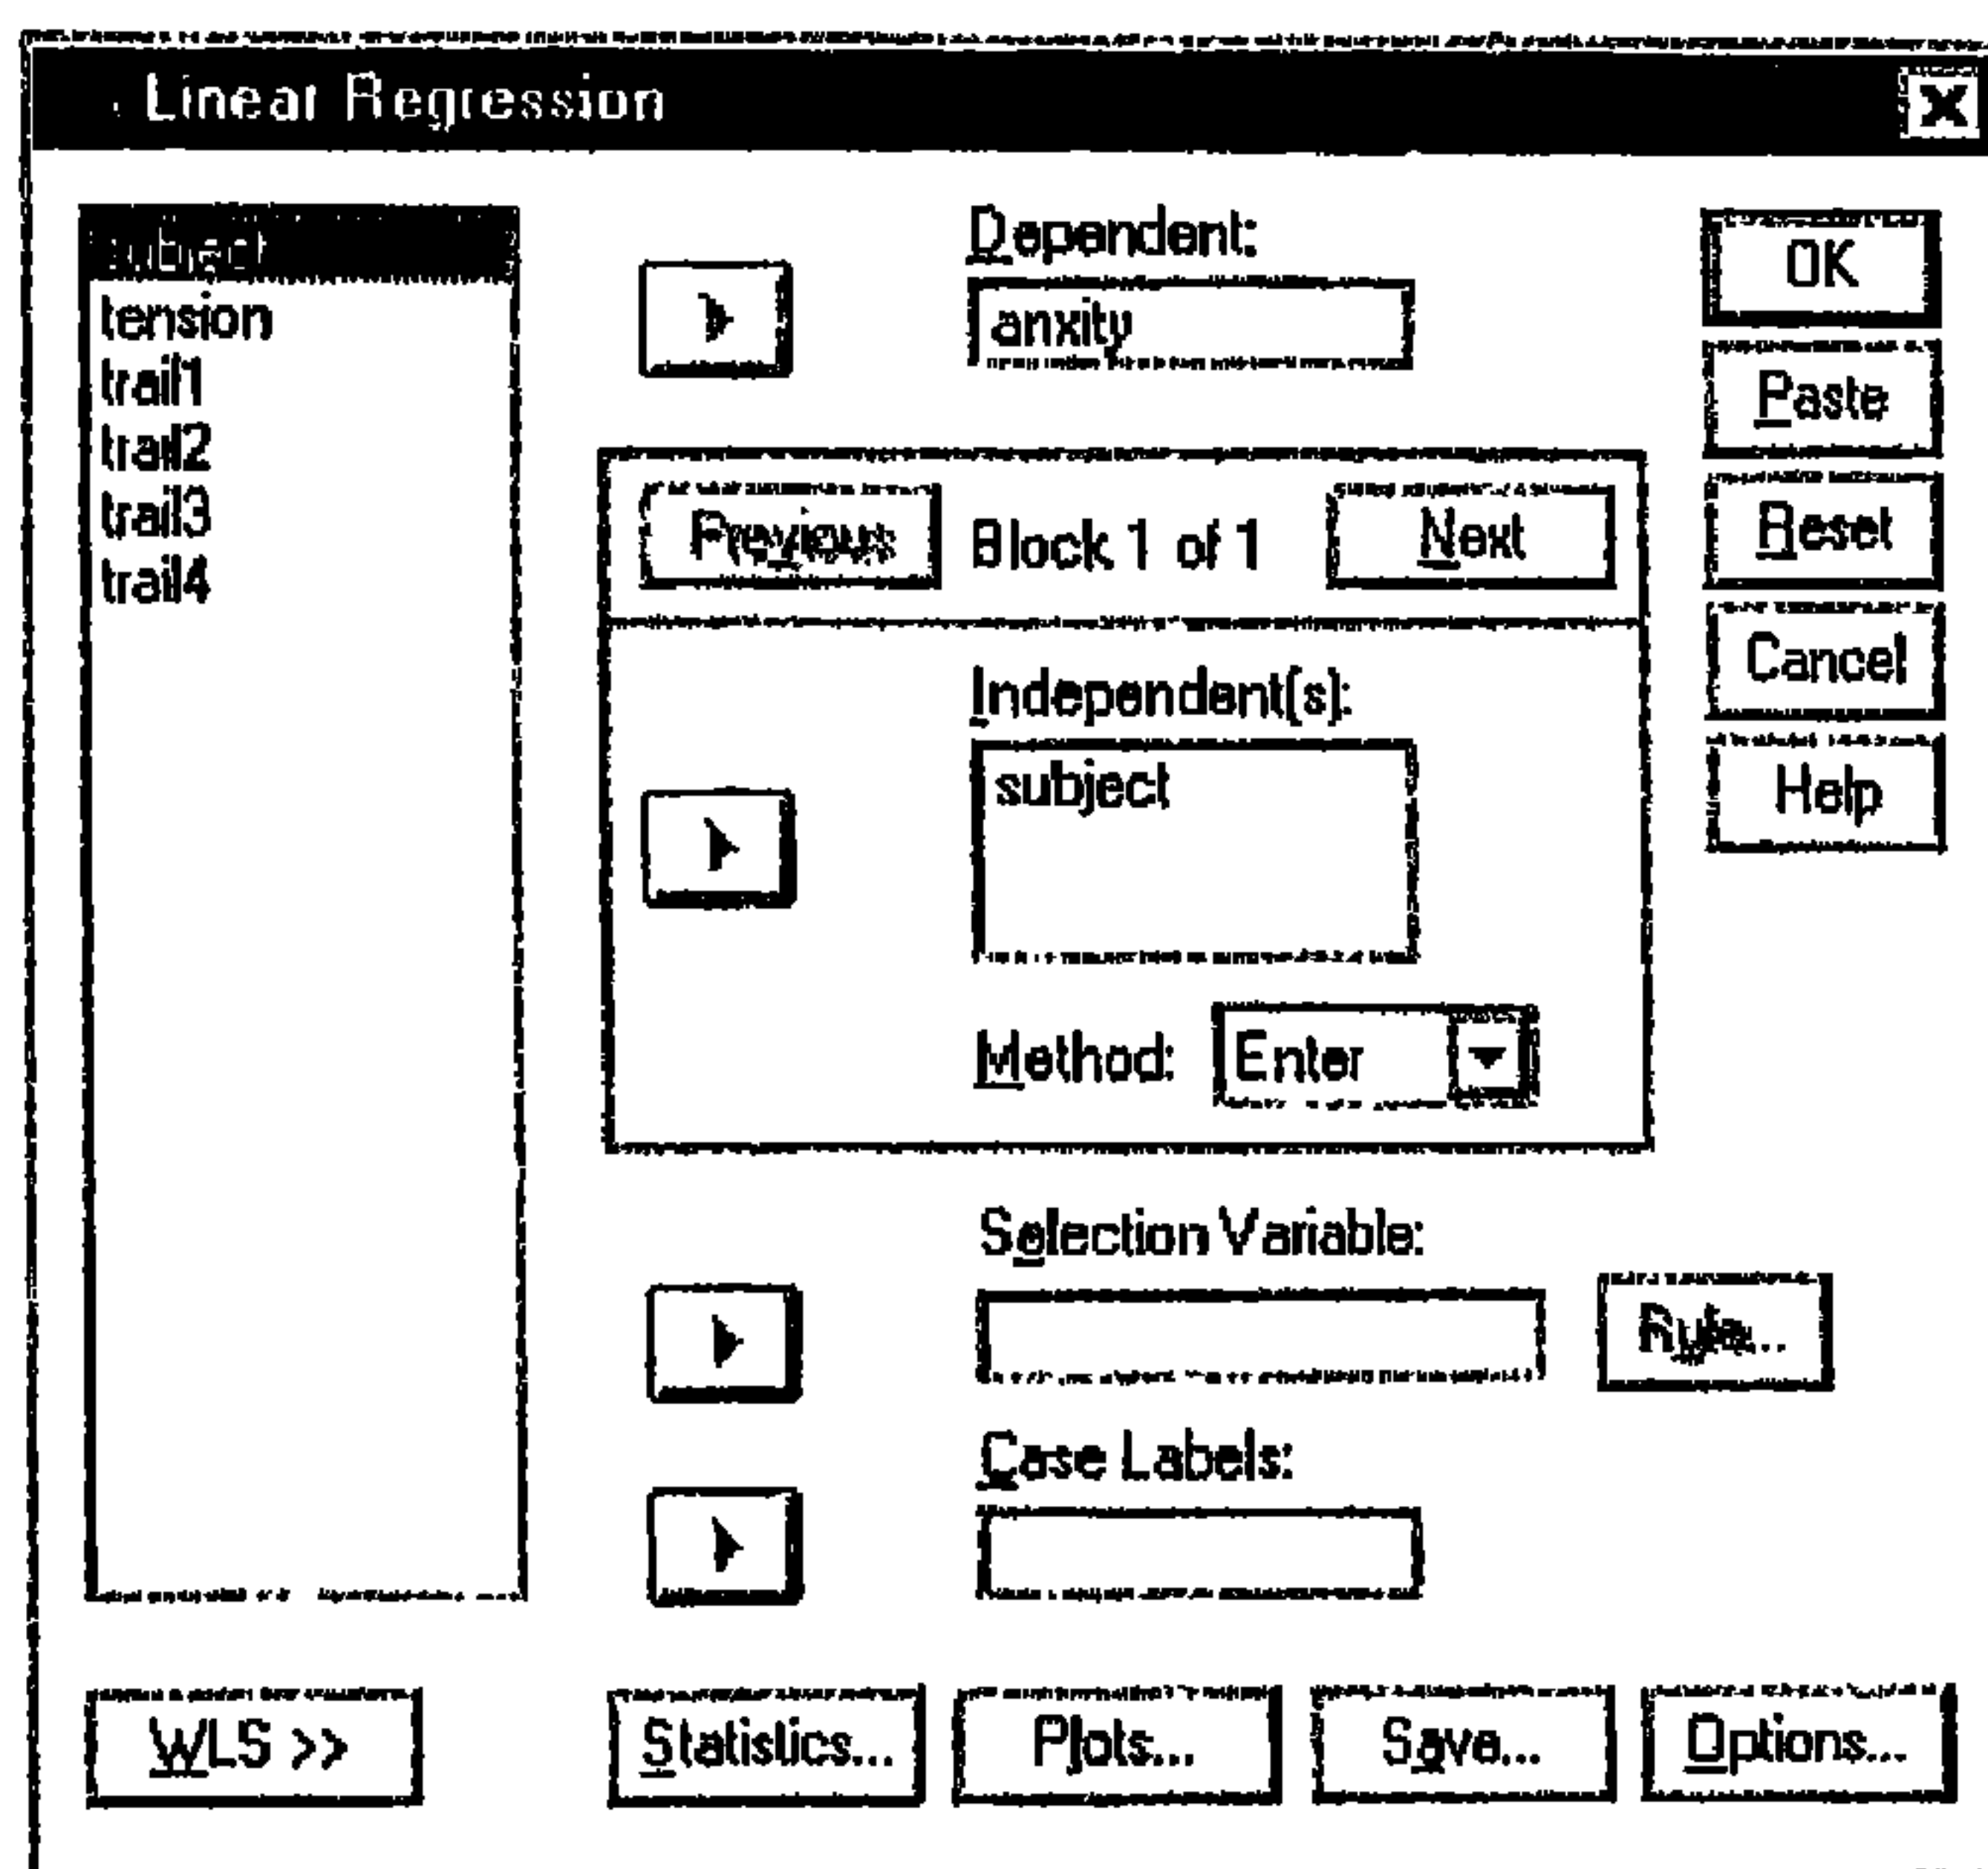 Linear Regression
subject
tension
trail1
trail2
trail3
trail4
Dependent:
anxity
Previous
Block 1 of 1
Next
Independent(s):
subject
Method:
Enter
Selection Variable:
Rule...
Case Labels:
OK
Paste
Reset
Cancel
Help
WLS >>
Statistics...
Plots...
Save...
Options...